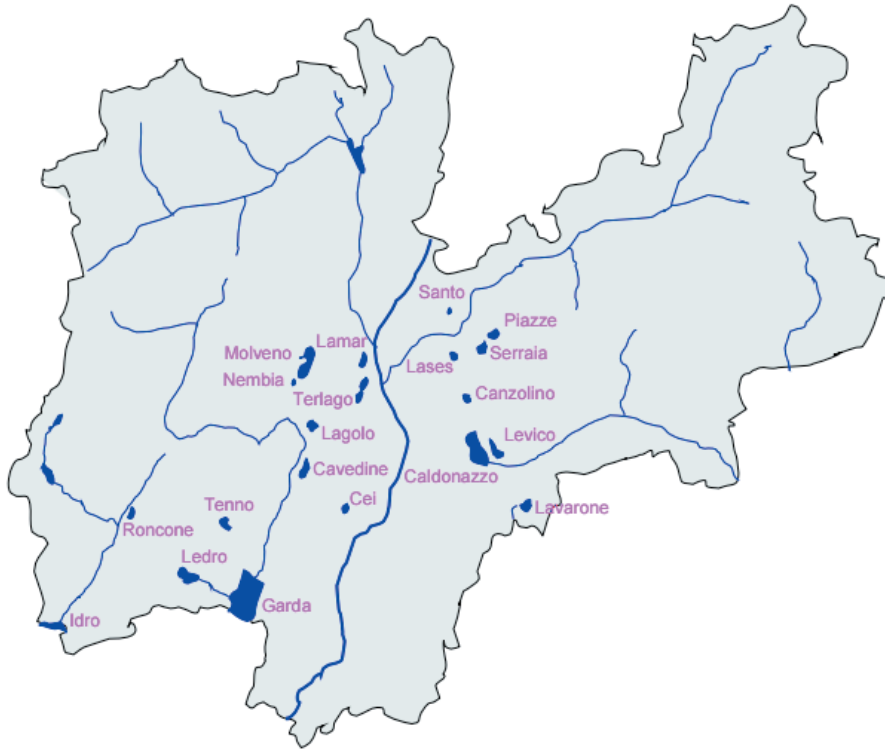 Santo
Piazze
Molveno
Lamar
Serraia
Lases
Nembia
Terlago
Canzolino
Lagolo
Levico
Cavedine
Caldonazzo
Cei
Tenno
Lavarone
Roncone
Ledro
Garda
Idro